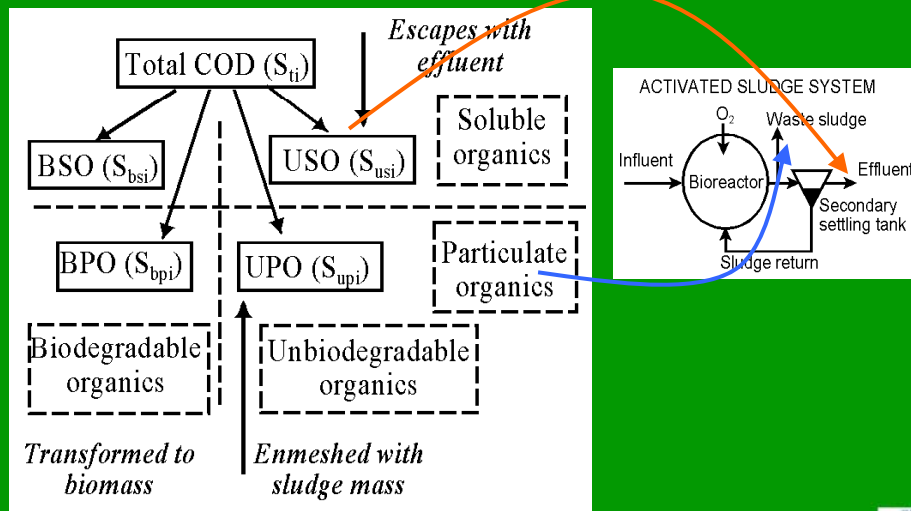 Escapes with
effluent
Total COD (Sti)
Soluble
organics
BSO (Sbsi)
USO (Susi)
BPO (Sbpi)
UPO (Supi)
Particulate
organics
Biodegradable
organics
Unbiodegradable
organics
Transformed to
biomass
Enmeshed with
sludge mass
ACTIVATED SLUDGE SYSTEM
O2
Waste sludge
Influent
Bioreactor
Effluent
Secondary
settling tank
Sludge return